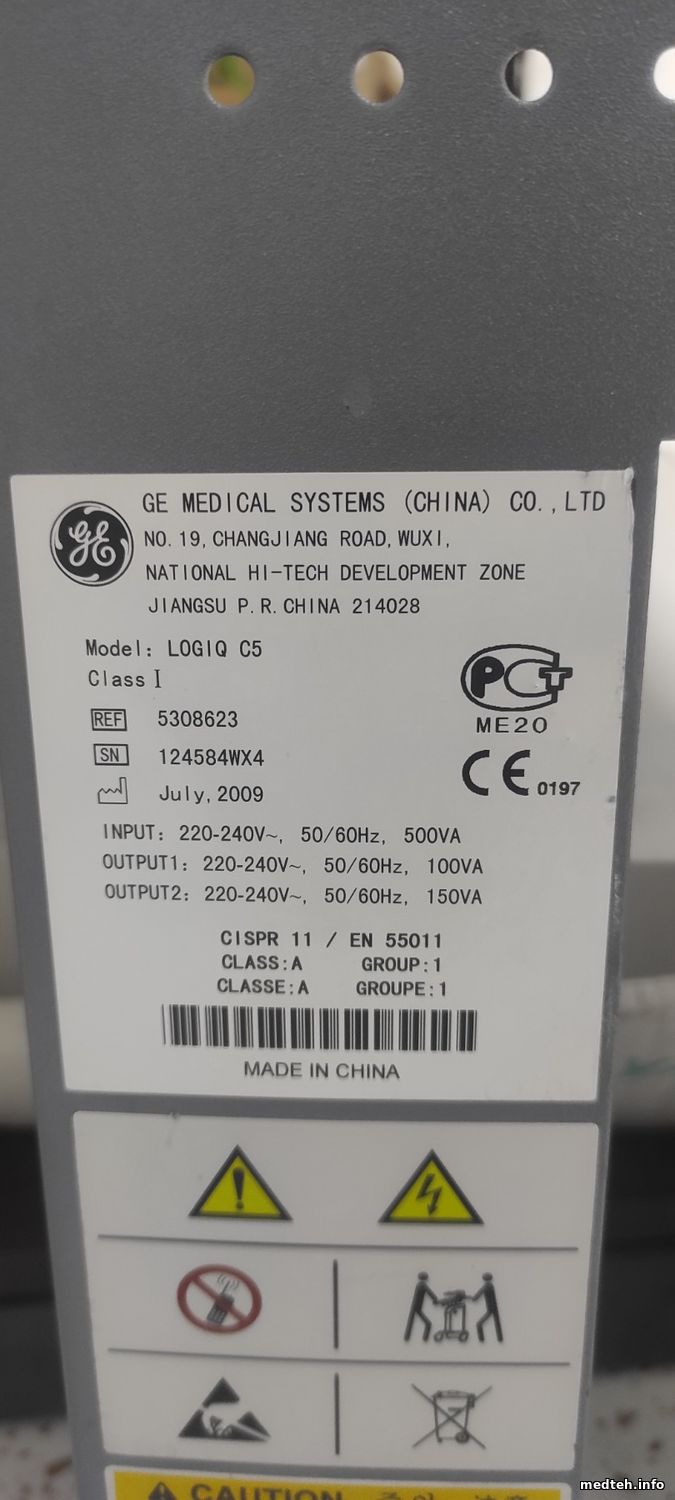 GE MEDICAL SYSTEMS (CHINA) CO.,LTD
NO.19,CHANGJIANG ROAD,WUXI,
NATIONAL HI-TECH DEVELOPMENT ZONE
JIANGSU P.R.CHINA 214028
Model: LOGIQ C5
Class I
REF 5308623
SN 124584WX4
July,2009
PCT
ME20
CE 0197
INPUT: 220-240V~, 50/60Hz, 500VA
OUTPUT1: 220-240V~, 50/60Hz, 100VA
OUTPUT2: 220-240V~, 50/60Hz, 150VA
CISPR 11 / EN 55011
CLASS:A GROUP:1
CLASSE:A GROUPE:1
MADE IN CHINA
CAUTION
medteh.info